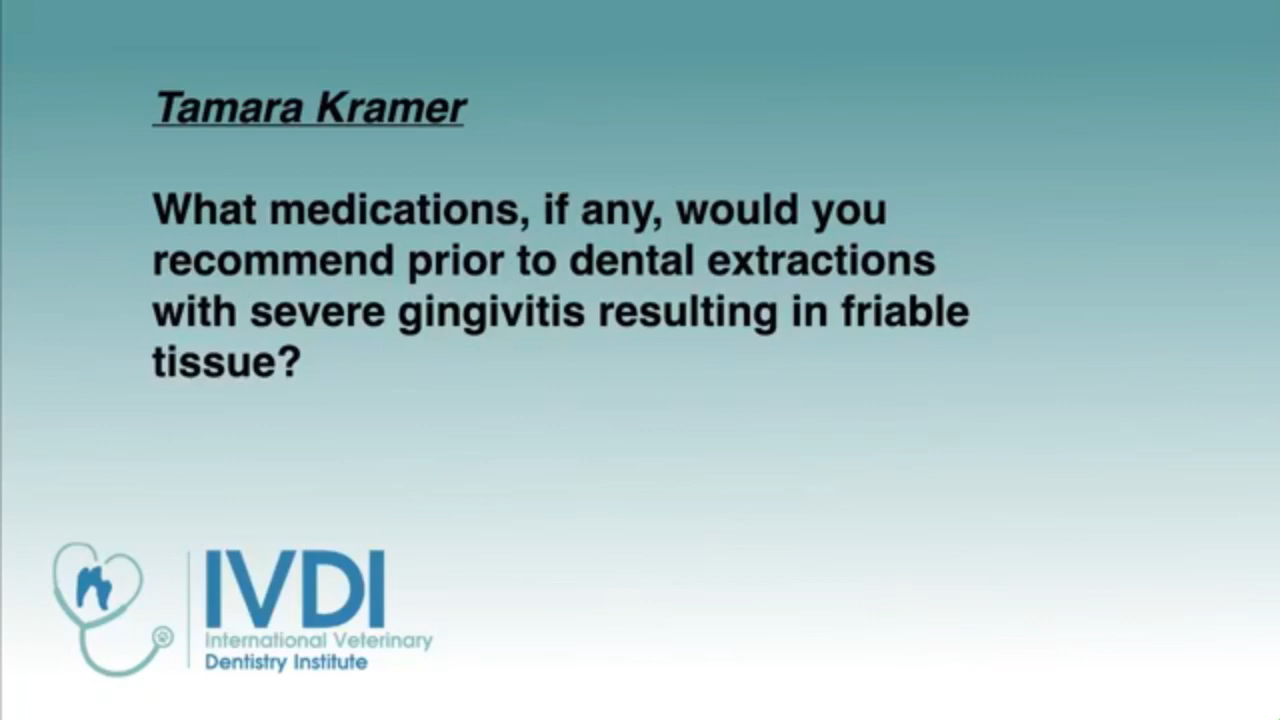 Tamara Kramer
What medications, if any, would you
recommend prior to dental extractions
with severe gingivitis resulting in friable
tissue?
IVDI
International Veterinary
Dentistry Institute